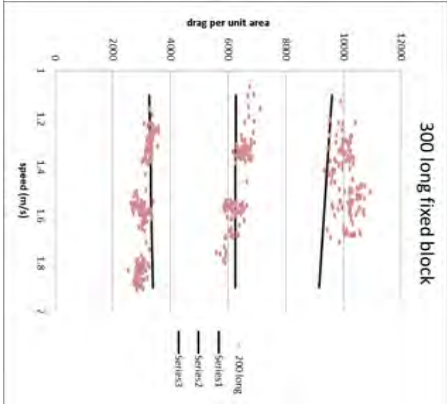 300 long fixed block
drag per unit area
12000
10000
8000
6000
4000
2000
0
1
1.2
1.4
1.6
1.8
2
speed (m/s)
200 long
Series1
Series2
Series3